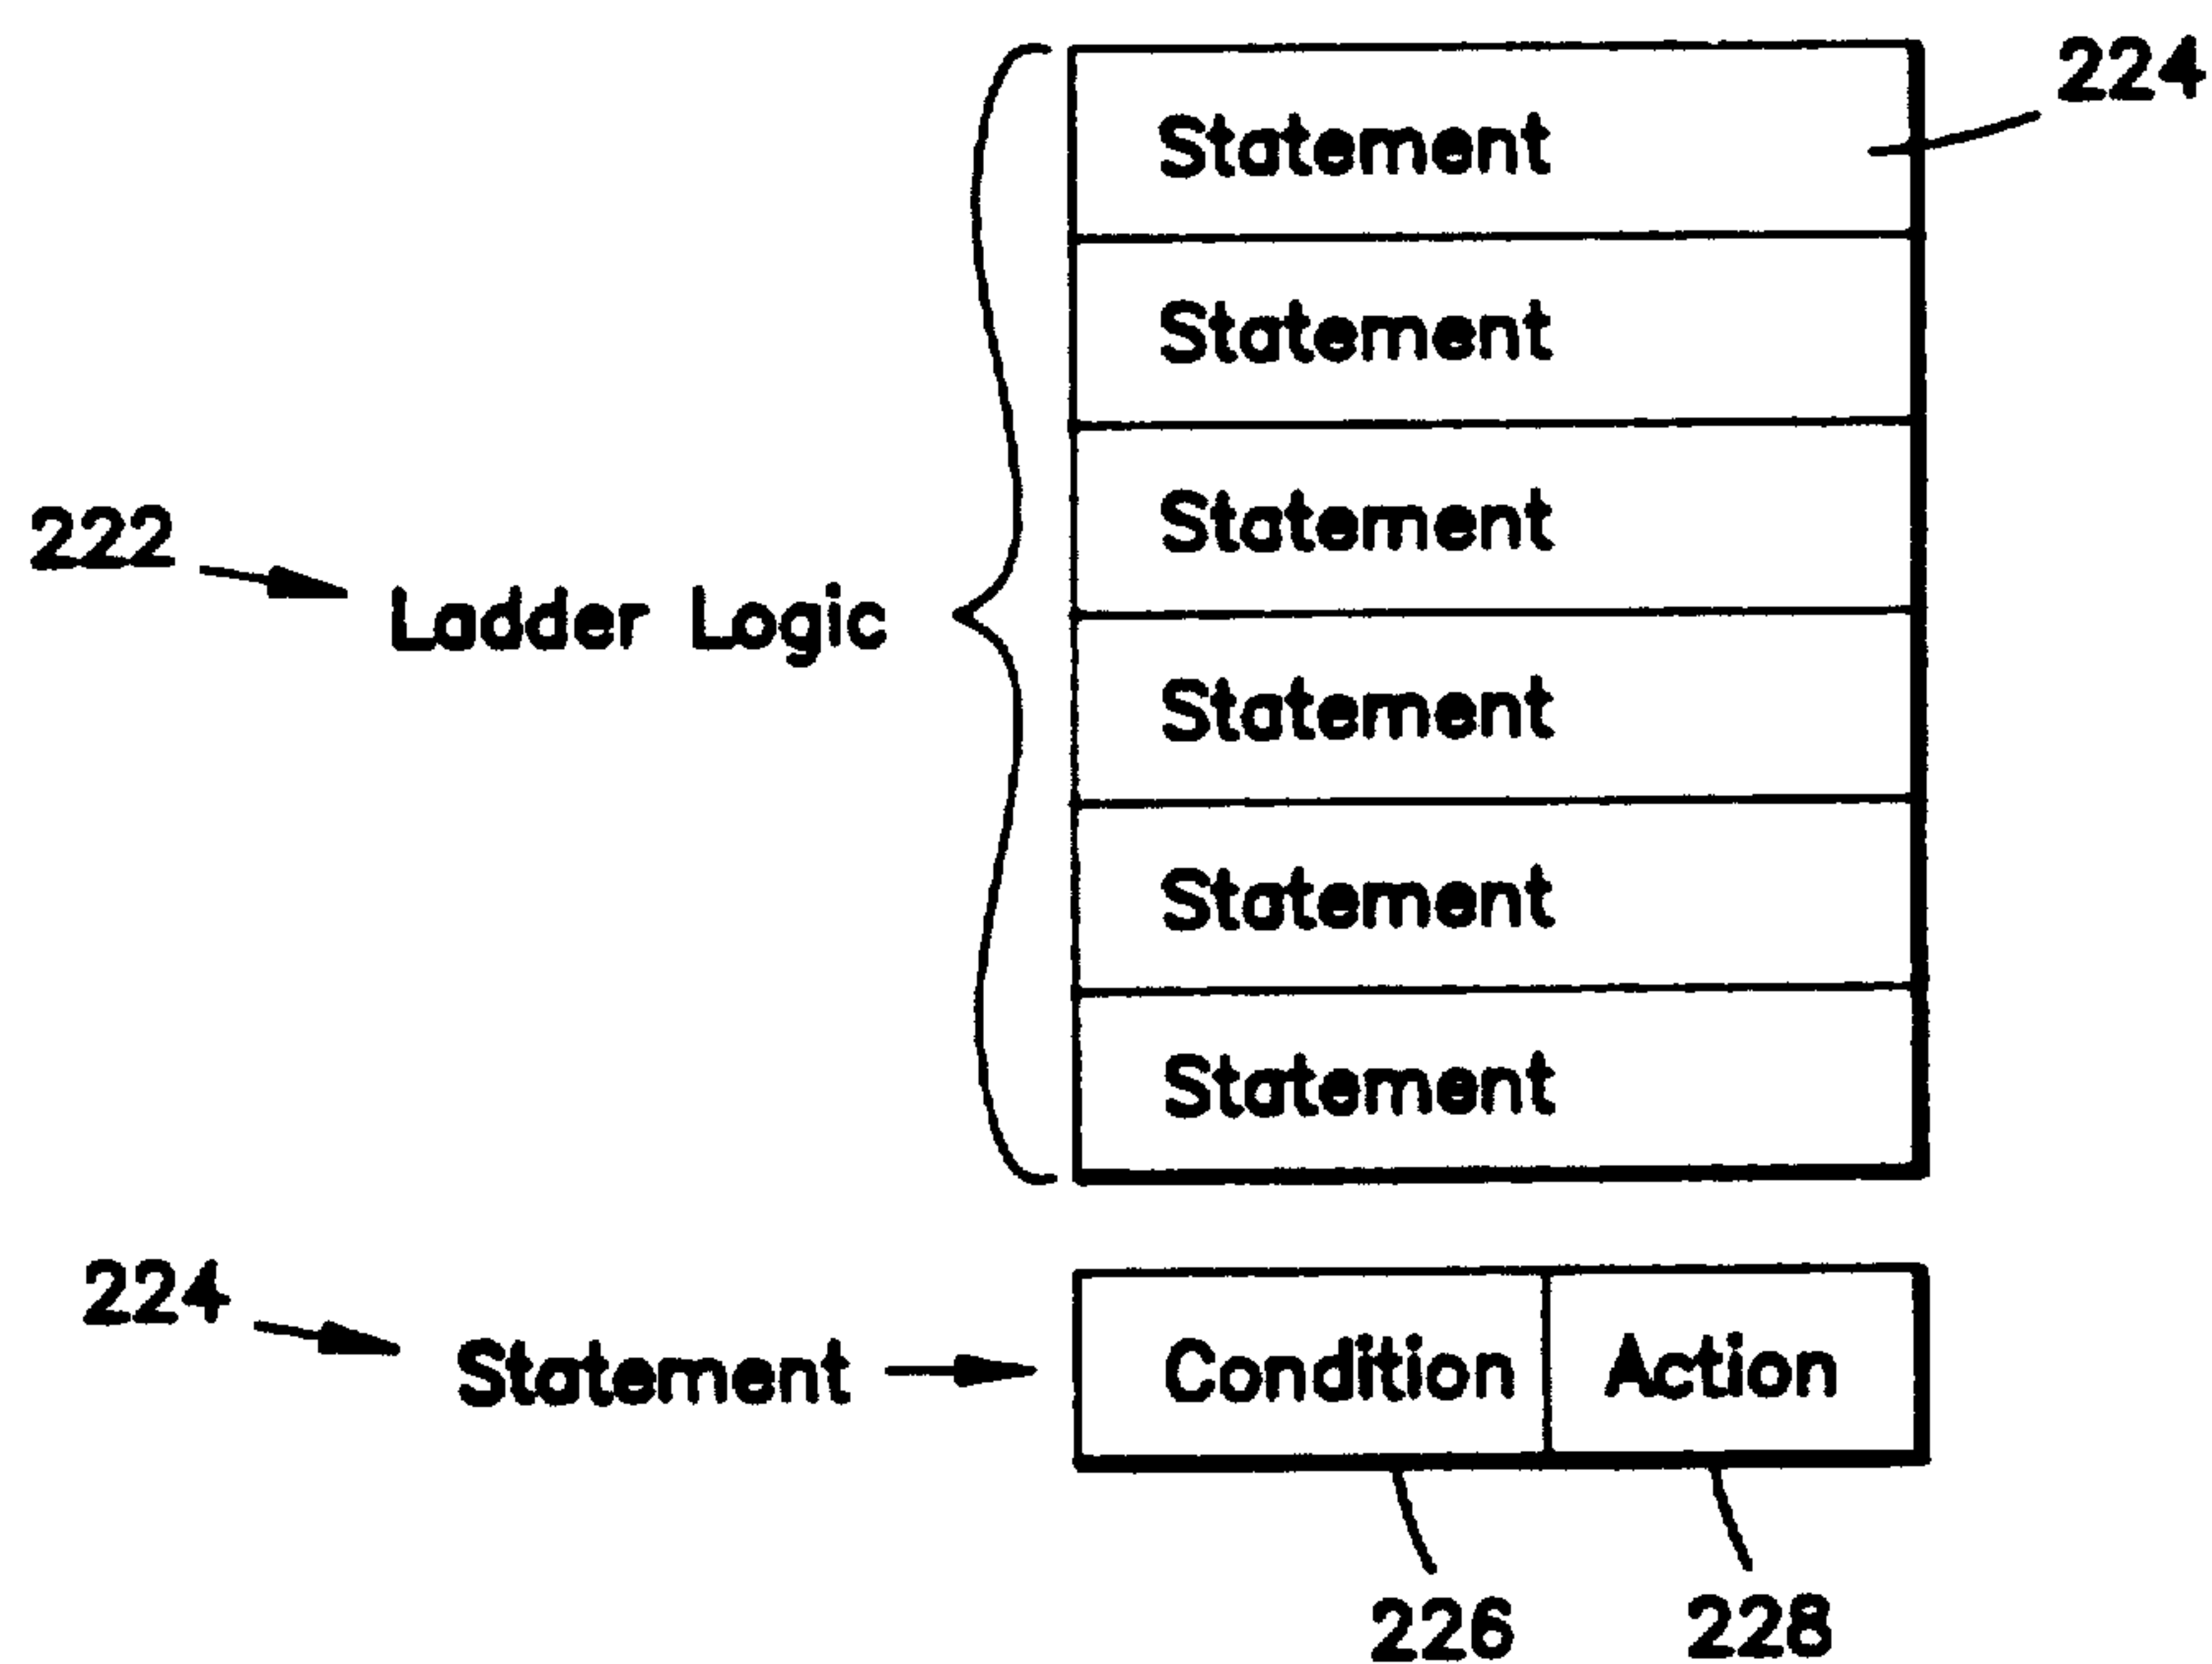 224
Statement
Statement
Statement
222
Ladder Logic
Statement
Statement
Statement
224
Statement
Condition
Action
226
228